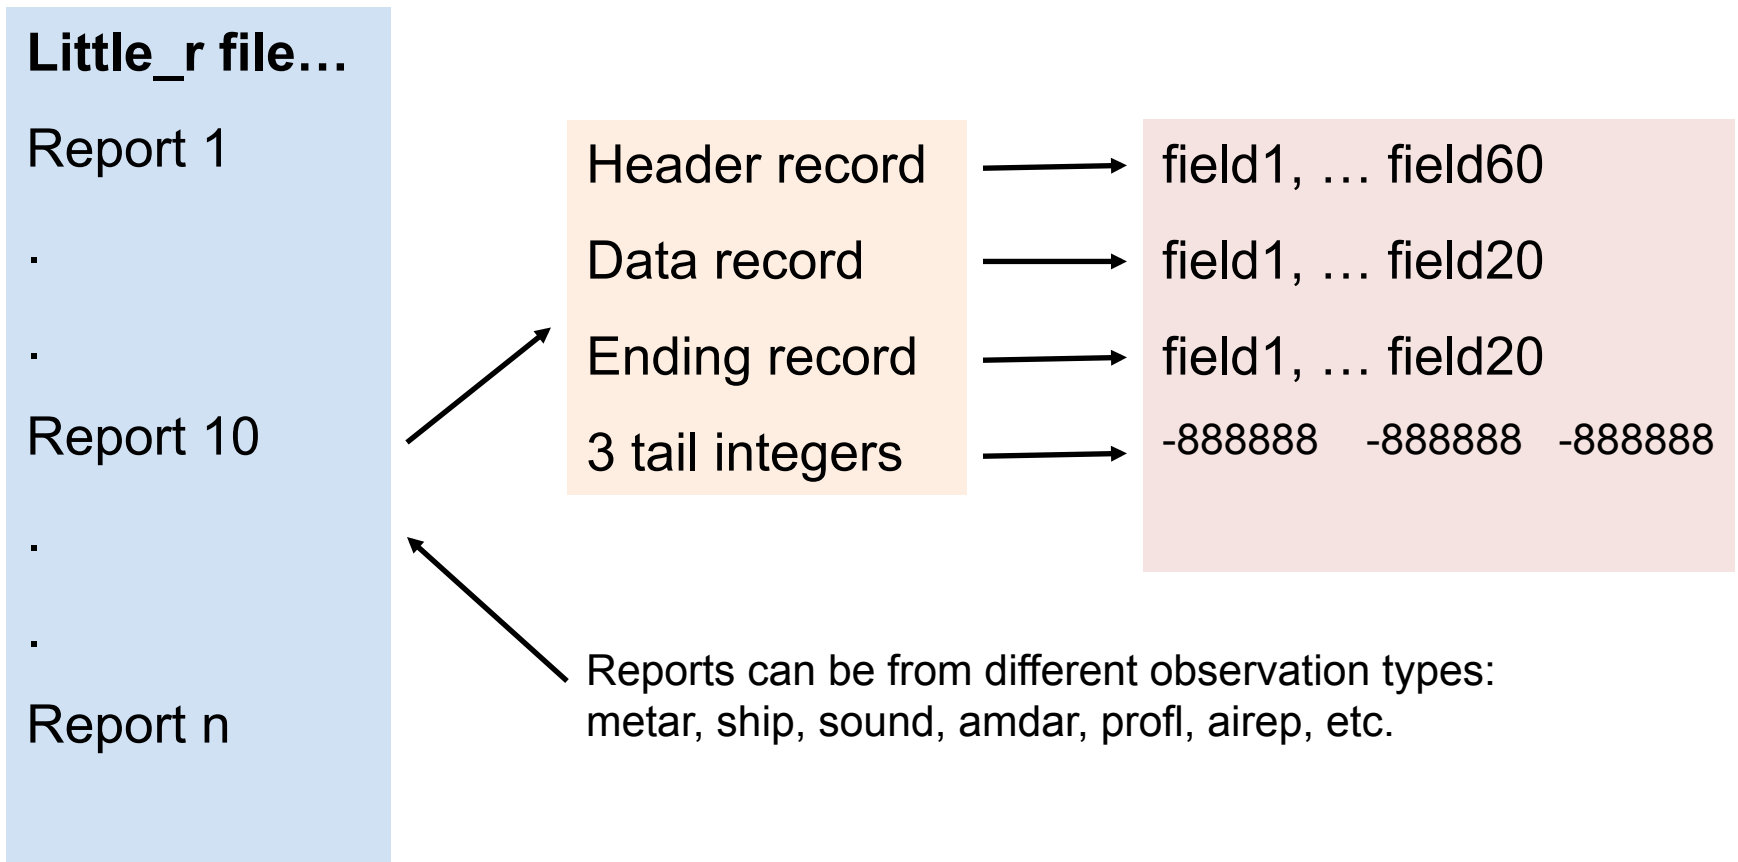 Little_r file…
Report 1
.
.
Report 10
.
.
Report n
Header record
Data record
Ending record
3 tail integers
field1, … field60
field1, … field20
field1, … field20
-888888 -888888 -888888
Reports can be from different observation types:
metar, ship, sound, amdar, profl, airep, etc.